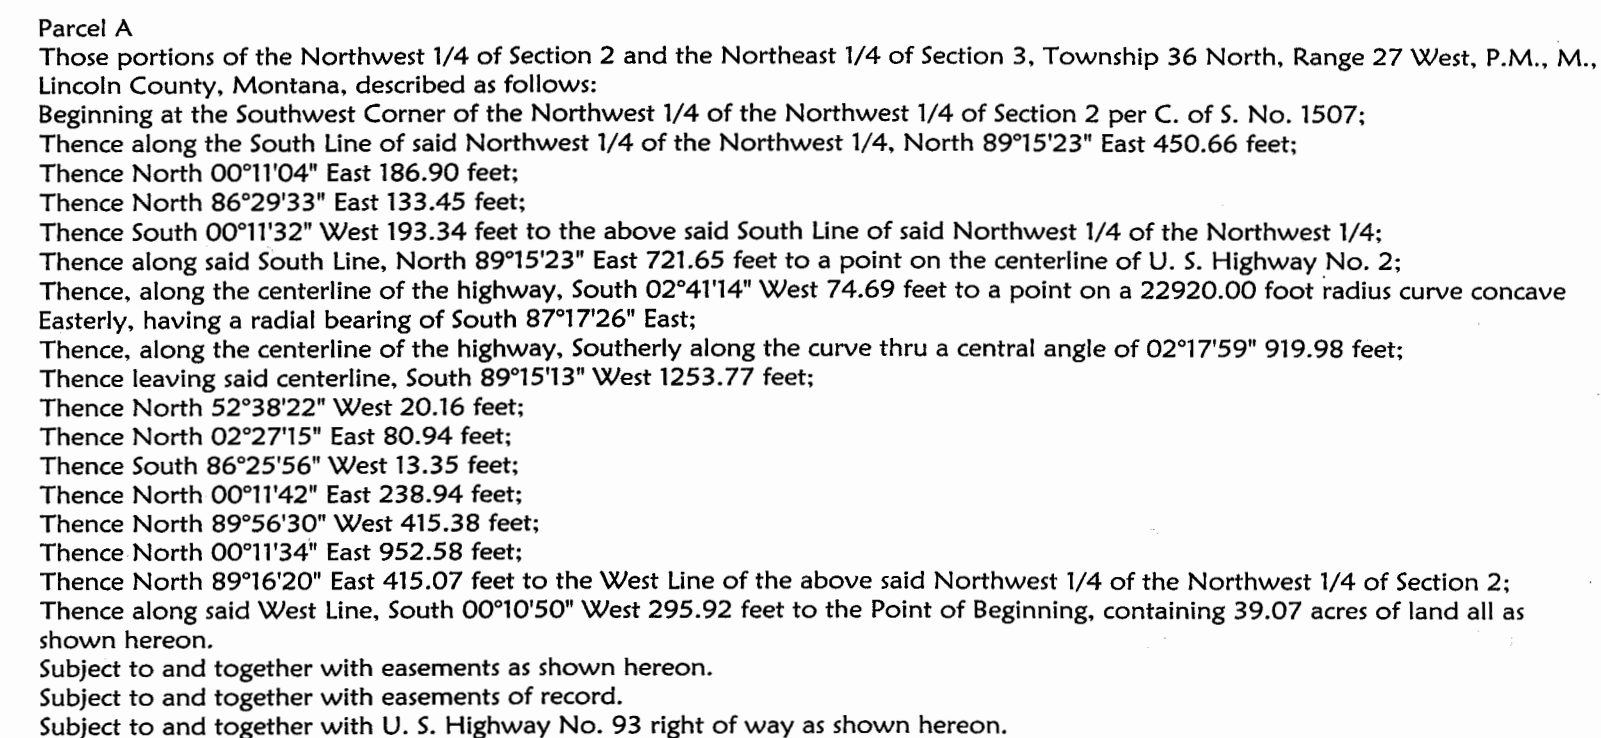 Parcel A
Those portions of the Northwest 1/4 of Section 2 and the Northeast 1/4 of Section 3, Township 36 North, Range 27 West, P.M., M.,
Lincoln County, Montana, described as follows:
Beginning at the Southwest Corner of the Northwest 1/4 of the Northwest 1/4 of Section 2 per C. of S. No. 1507;
Thence along the South Line of said Northwest 1/4 of the Northwest 1/4, North 89°15'23" East 450.66 feet;
Thence North 00°11'04" East 186.90 feet;
Thence North 86°29'33" East 133.45 feet;
Thence South 00°11'32" West 193.34 feet to the above said South Line of said Northwest 1/4 of the Northwest 1/4;
Thence along said South Line, North 89°15'23" East 721.65 feet to a point on the centerline of U. S. Highway No. 2;
Thence, along the centerline of the highway, South 02°41'14" West 74.69 feet to a point on a 22920.00 foot radius curve concave
Easterly, having a radial bearing of South 87°17'26" East;
Thence, along the centerline of the highway, Southerly along the curve thru a central angle of 02°17'59" 919.98 feet;
Thence leaving said centerline, South 89°15'13" West 1253.77 feet;
Thence North 52°38'22" West 20.16 feet;
Thence North 02°27'15" East 80.94 feet;
Thence South 86°25'56" West 13.35 feet;
Thence North 00°11'42" East 238.94 feet;
Thence North 89°56'30" West 415.38 feet;
Thence North 00°11'34" East 952.58 feet;
Thence North 89°16'20" East 415.07 feet to the West Line of the above said Northwest 1/4 of the Northwest 1/4 of Section 2;
Thence along said West Line, South 00°10'50" West 295.92 feet to the Point of Beginning, containing 39.07 acres of land all as
shown hereon.
Subject to and together with easements as shown hereon.
Subject to and together with easements of record.
Subject to and together with U. S. Highway No. 93 right of way as shown hereon.